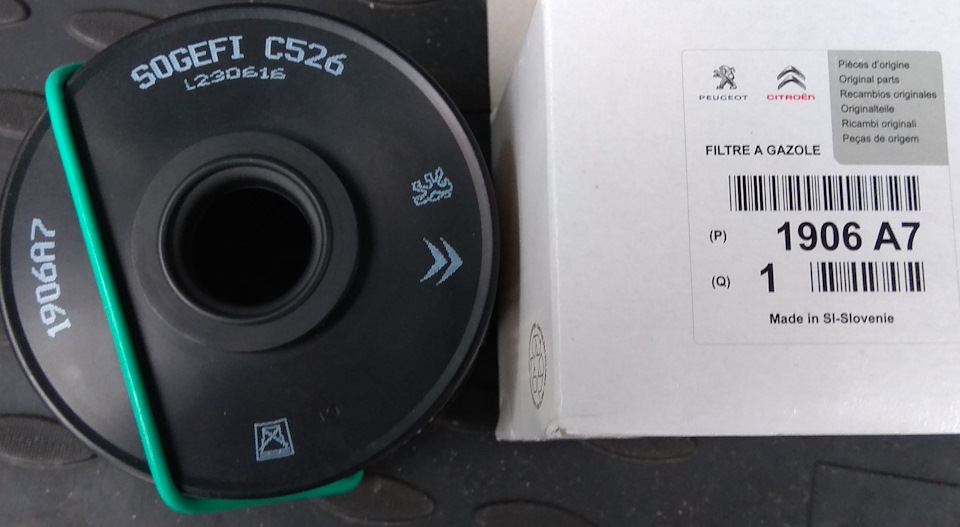 SOGEFI C526
L230616
1906A7
PEUGEOT
CITROËN
Pièces d'origine
Original parts
Recambios originales
Originalteile
Ricambi originali
Peças de origem
FILTRE A GAZOLE
(P) 1906 A7
(Q) 1
Made in SI-Slovenie